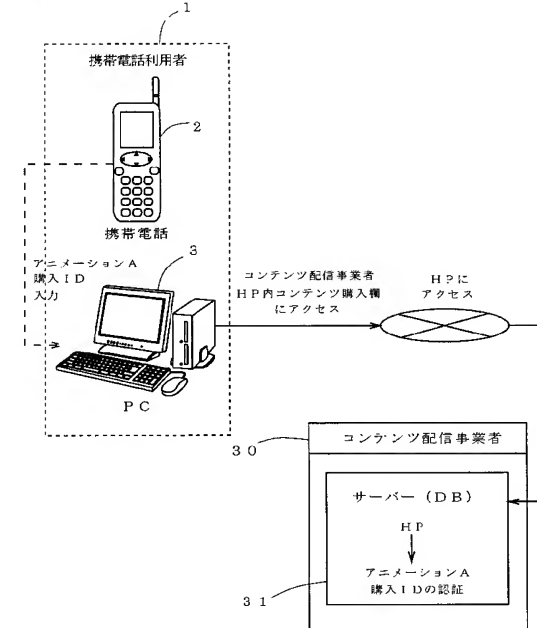 1
携帯電話利用者
2
携帯電話
アニメーションA
購入ID
入力
3
PC
コンテンツ配信事業者
HP内コンテンツ購入欄
にアクセス
HPに
アクセス
30
コンテンツ配信事業者
サーバー（DB）
HP
アニメーションA
購入IDの認証
31